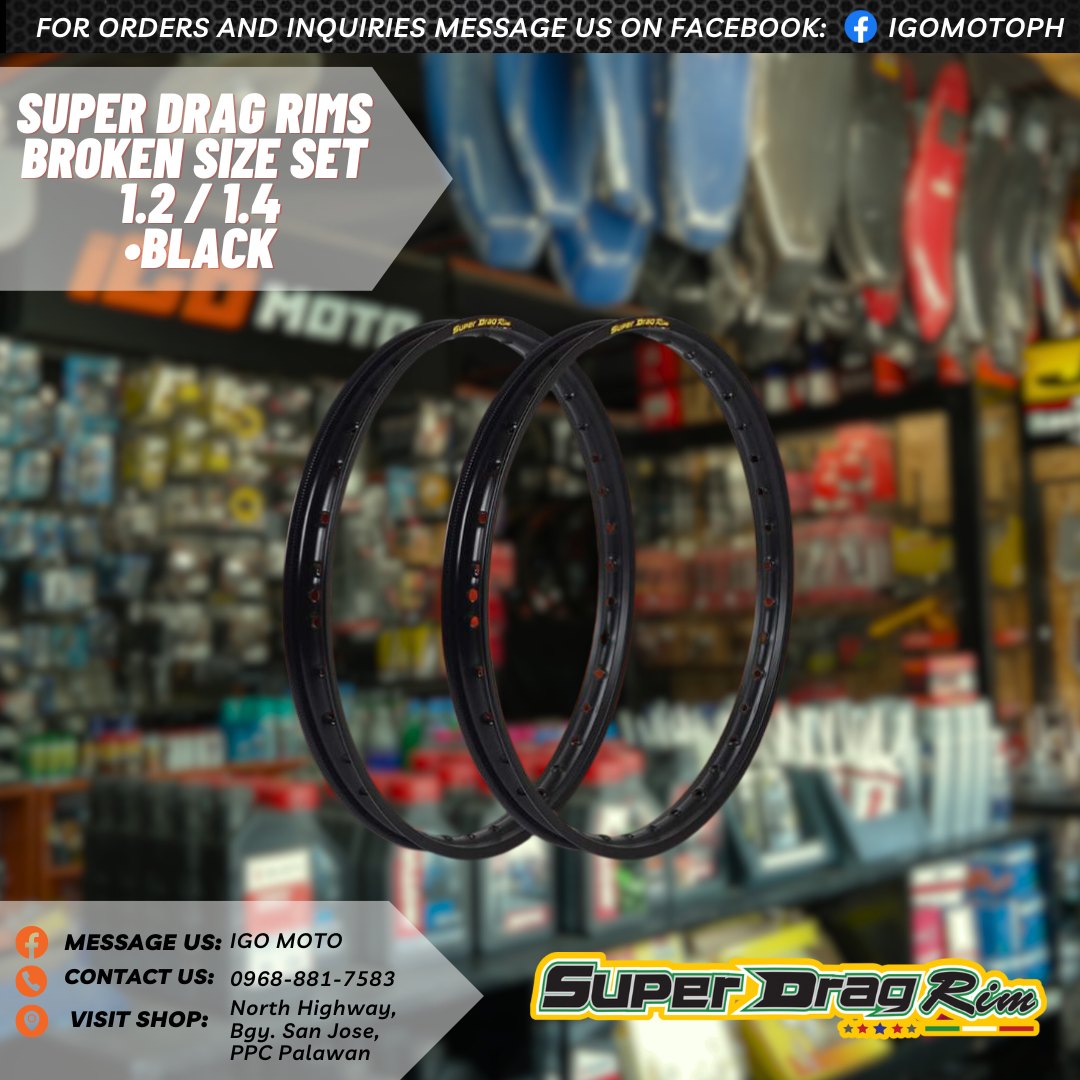 FOR ORDERS AND INQUIRIES MESSAGE US ON FACEBOOK: IGOMOTOPH
SUPER DRAG RIMS
BROKEN SIZE SET
1.2 / 1.4
•BLACK
IGO MOTO
Super Drag Rim
Super Drag Rim
MESSAGE US: IGO MOTO
CONTACT US: 0968-881-7583
VISIT SHOP: North Highway,
Bgy. San Jose,
PPC Palawan
Super Drag Rim